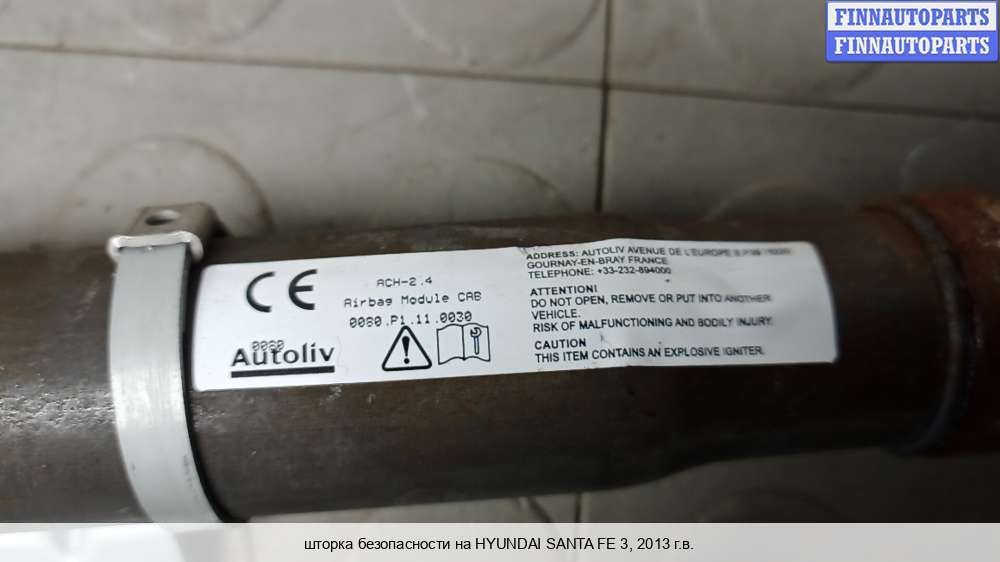 FINNAUTOPARTS
FINNAUTOPARTS
CE
ACH-2.4
Airbag Module CAB
0080.P1.11.0030
0080
Autoliv
ADDRESS: AUTOLIV AVENUE DE L'EUROPE
GOURNAY-EN-BRAY FRANCE
TELEPHONE: +33-232-894000
ATTENTION!
DO NOT OPEN, REMOVE OR PUT INTO ANOTHER
VEHICLE.
RISK OF MALFUNCTIONING AND BODILY INJURY.
CAUTION
THIS ITEM CONTAINS AN EXPLOSIVE IGNITER.
шторка безопасности на HYUNDAI SANTA FE 3, 2013 г.в.